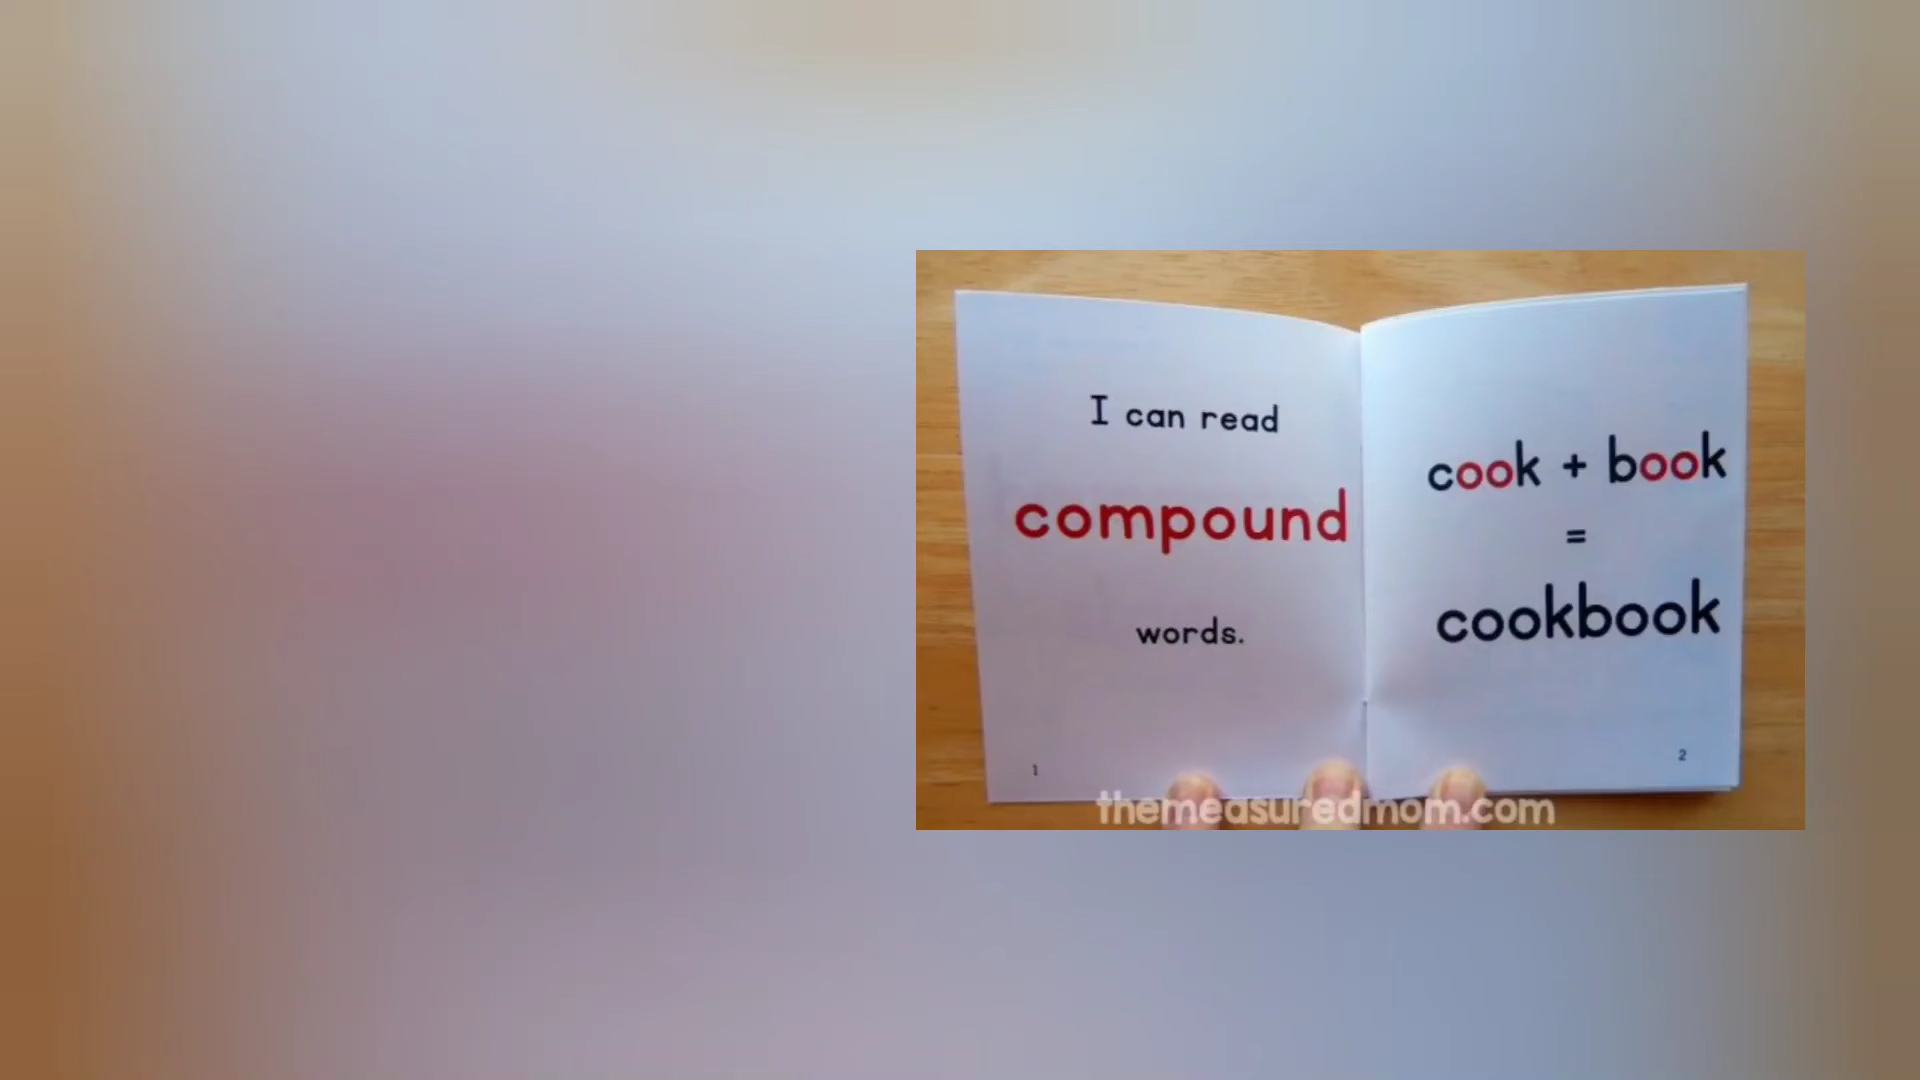 I can read
compound
words.
1
cook + book
=
cookbook
2
themeasuredmom.com